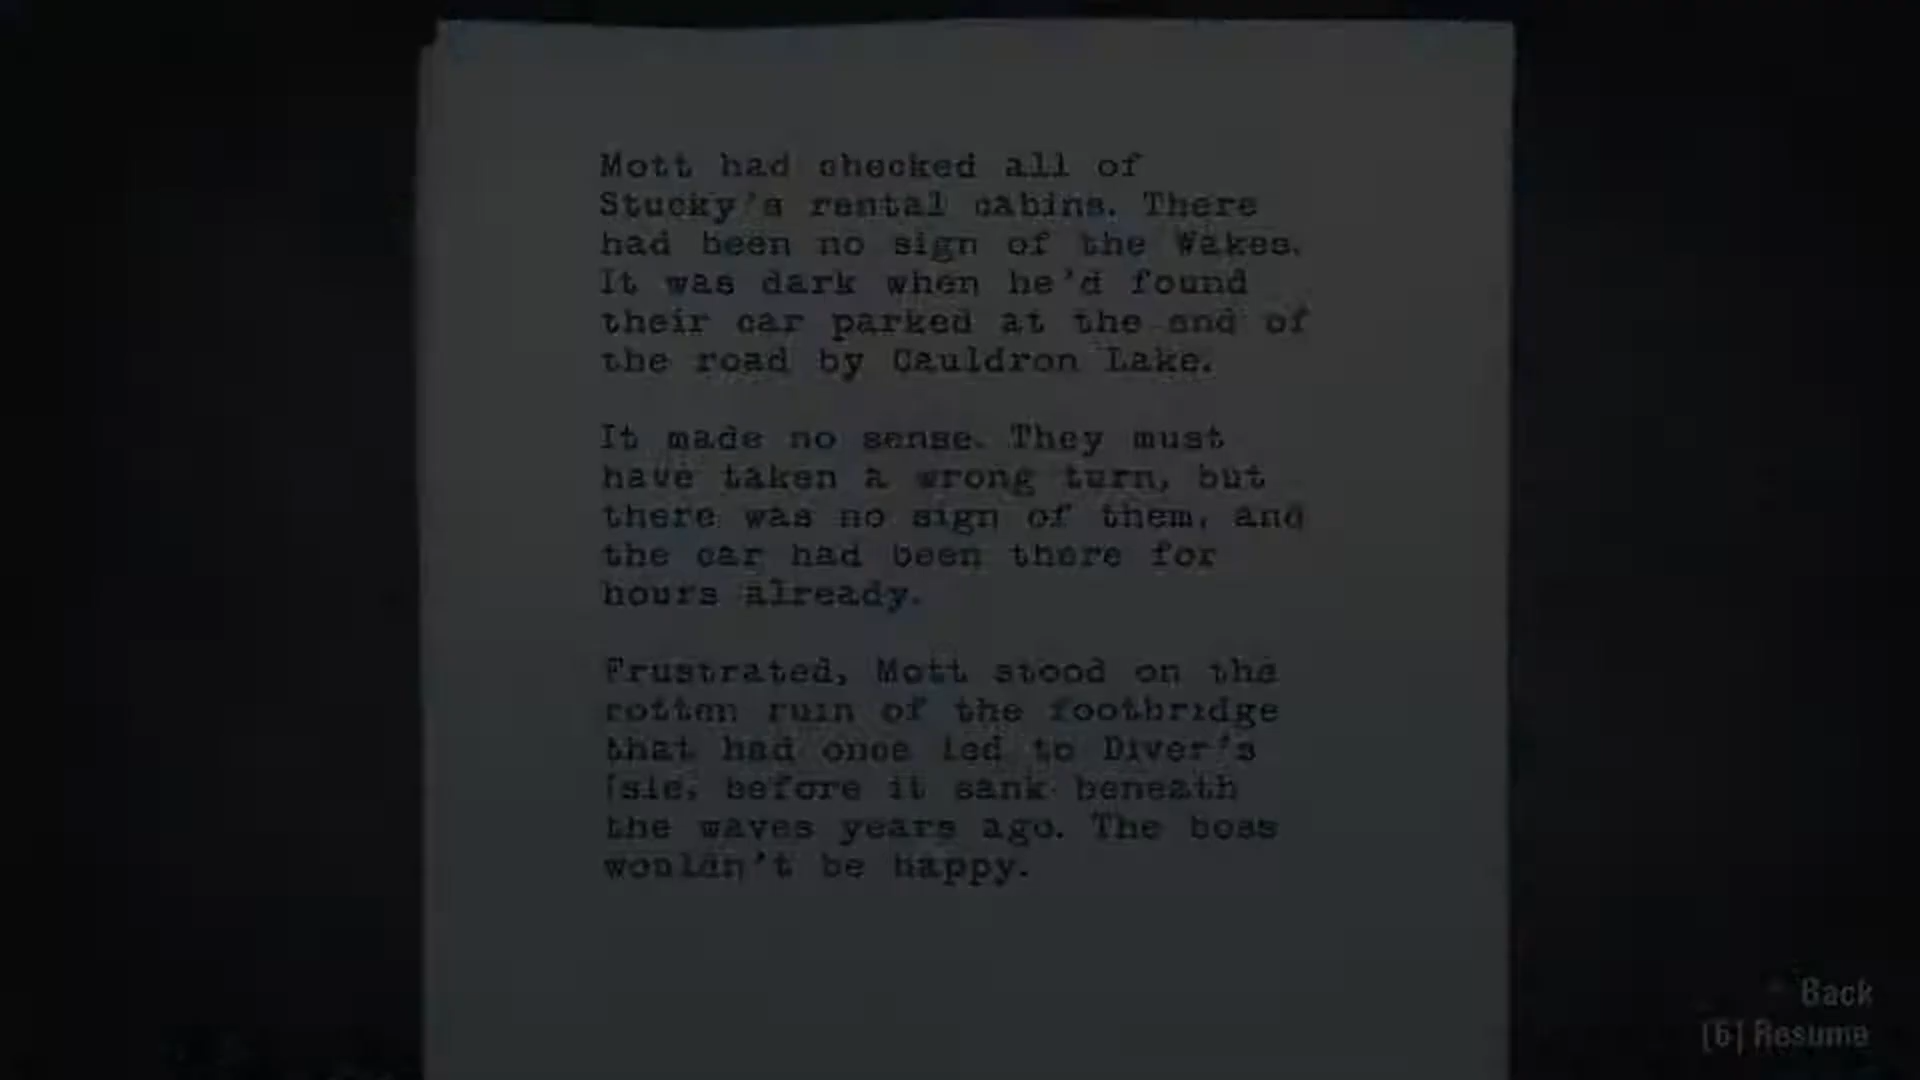 Mott had checked all of
Stucky's rental cabins. There
had been no sign of the Wakes.
It was dark when he'd found
their car parked at the end of
the road by Cauldron Lake.
It made no sense. They must
have taken a wrong turn, but
there was no sign of them, and
the car had been there for
hours already.
Frustrated, Mott stood on the
rotten ruin of the footbridge
that had once led to Diver's
Isle, before it sank beneath
the waves years ago. The boss
wouldn't be happy.
Back
[6] Resume